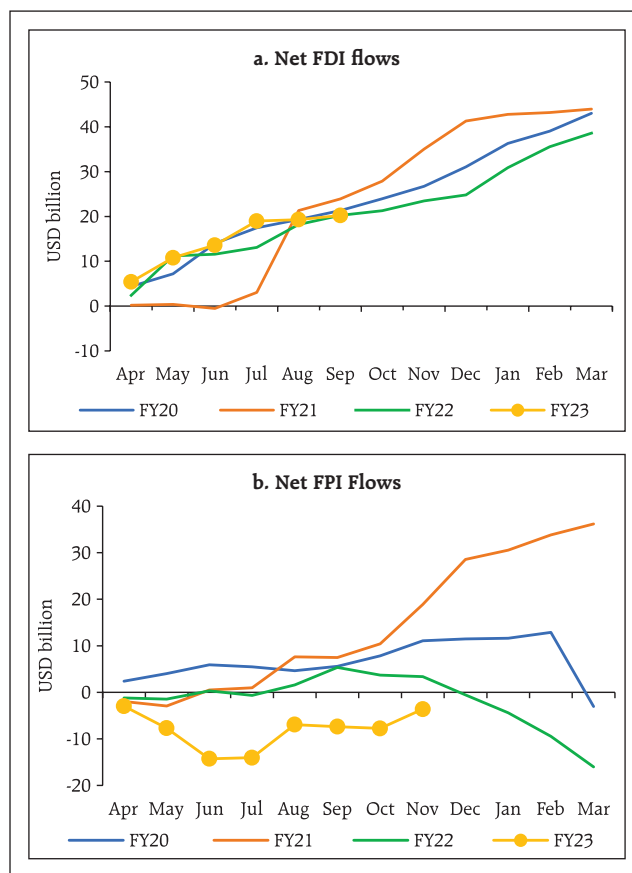 a. Net FDI flows
USD billion
50
40
30
20
10
0
-10
Apr May Jun Jul Aug Sep Oct Nov Dec Jan Feb Mar
FY20 FY21 FY22 FY23
b. Net FPI Flows
USD billion
40
30
20
10
0
-10
-20
Apr May Jun Jul Aug Sep Oct Nov Dec Jan Feb Mar
FY20 FY21 FY22 FY23